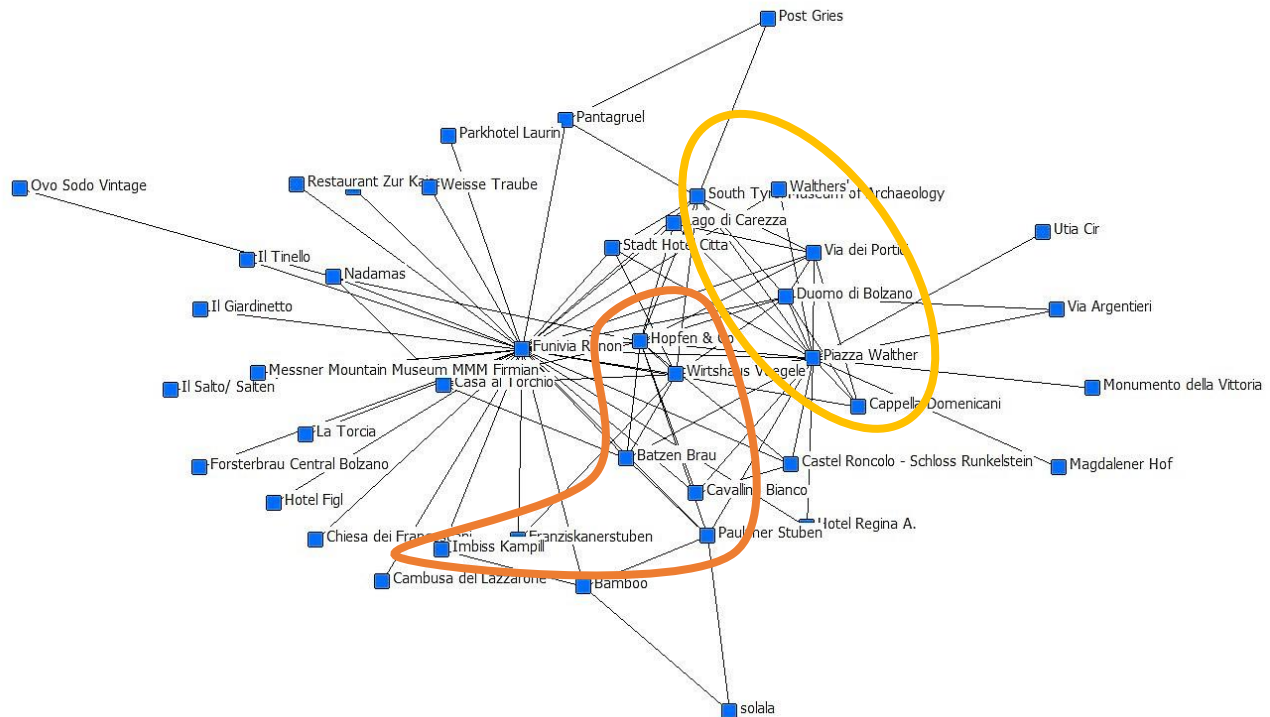 Post Gries
Pantagruel
Parkhotel Laurin
Restaurant Zur
Weisse Traube
Ovo Sodo Vintage
South Museum of Archaeology
Walthers'
Lago di Carezza
Utia Cir
Stadt Hotel Citta
Via dei Portici
Il Tinello
Nadamas
Duomo di Bolzano
Il Giardinetto
Via Argentieri
Hopfen & Co
Funivia Renon
Piazza Walther
Messner Mountain Museum MMM Firmian
Wirtshaus Voegele
Il Salto/ Salten
Casa al Torchio
Monumento della Vittoria
Cappella Domenicani
La Torcia
Batzen Brau
Forsterbrau Central Bolzano
Castel Roncolo - Schloss Runkelstein
Magdalener Hof
Cavallino Bianco
Hotel Figl
Hotel Regina A.
Chiesa dei
Franziskanerstuben
Paulaner Stuben
Imbiss Kampill
Cambusa del Lazzarone
Bamboo
solala